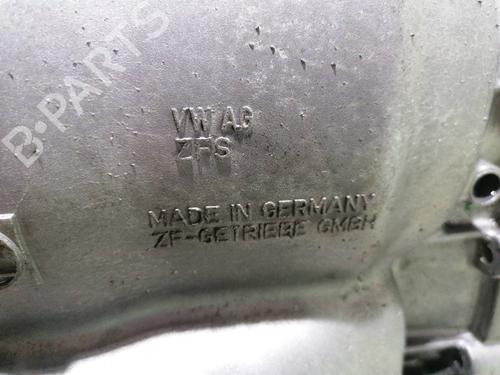 B-PARTS
VW AG
ZFS
MADE IN GERMANY
ZF-GETRIEBE GMBH